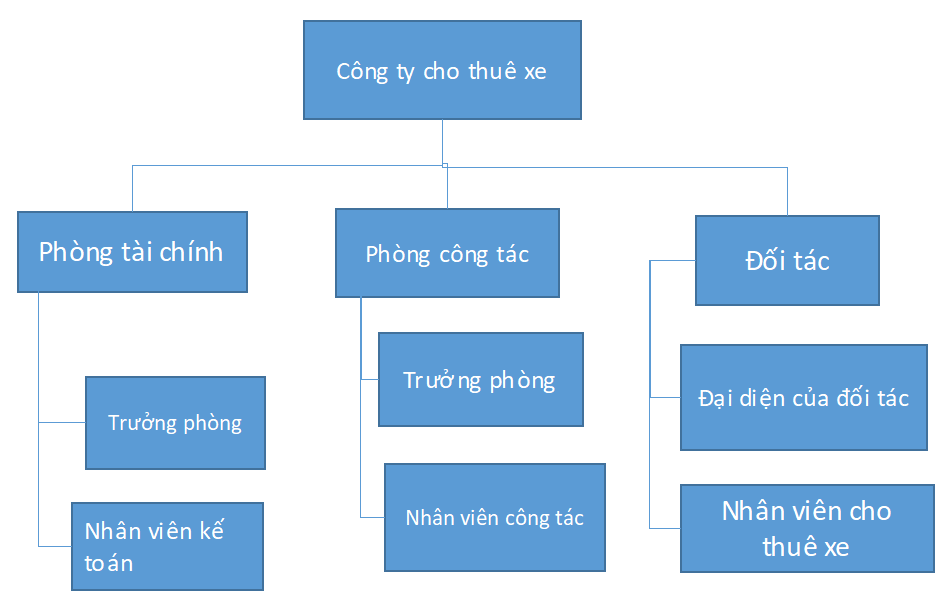 Công ty cho thuê xe
Phòng tài chính
Phòng công tác
Đối tác
Trưởng phòng
Trưởng phòng
Đại diện của đối tác
Nhân viên kế
toán
Nhân viên công tác
Nhân viên cho
thuê xe